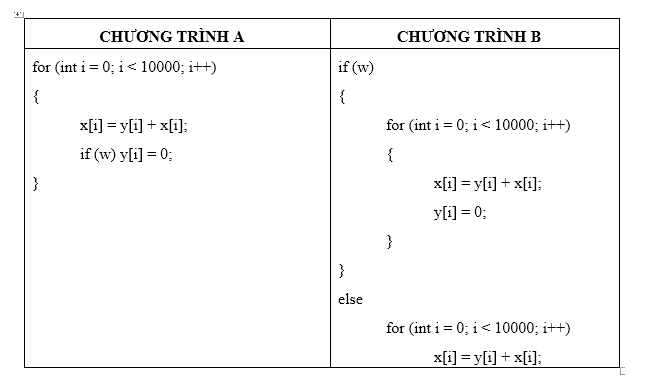 CHƯƠNG TRÌNH A
for (int i = 0; i < 10000; i++)
{
x[i] = y[i] + x[i];
if (w) y[i] = 0;
}
CHƯƠNG TRÌNH B
if (w)
{
for (int i = 0; i < 10000; i++)
{
x[i] = y[i] + x[i];
y[i] = 0;
}
}
else
for (int i = 0; i < 10000; i++)
x[i] = y[i] + x[i];